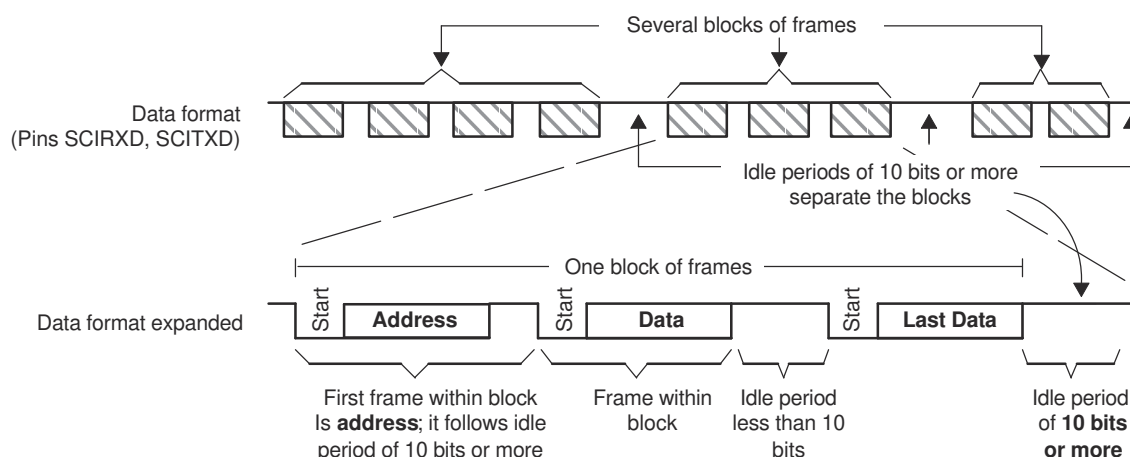 Several blocks of frames
Data format
(Pins SCIRXD, SCITXD)
Idle periods of 10 bits or more
separate the blocks
One block of frames
Data format expanded
Start
Address
Start
Data
Start
Last Data
First frame within block
Is address; it follows idle
period of 10 bits or more
Frame within
block
Idle period
less than 10
bits
Idle period
of 10 bits
or more